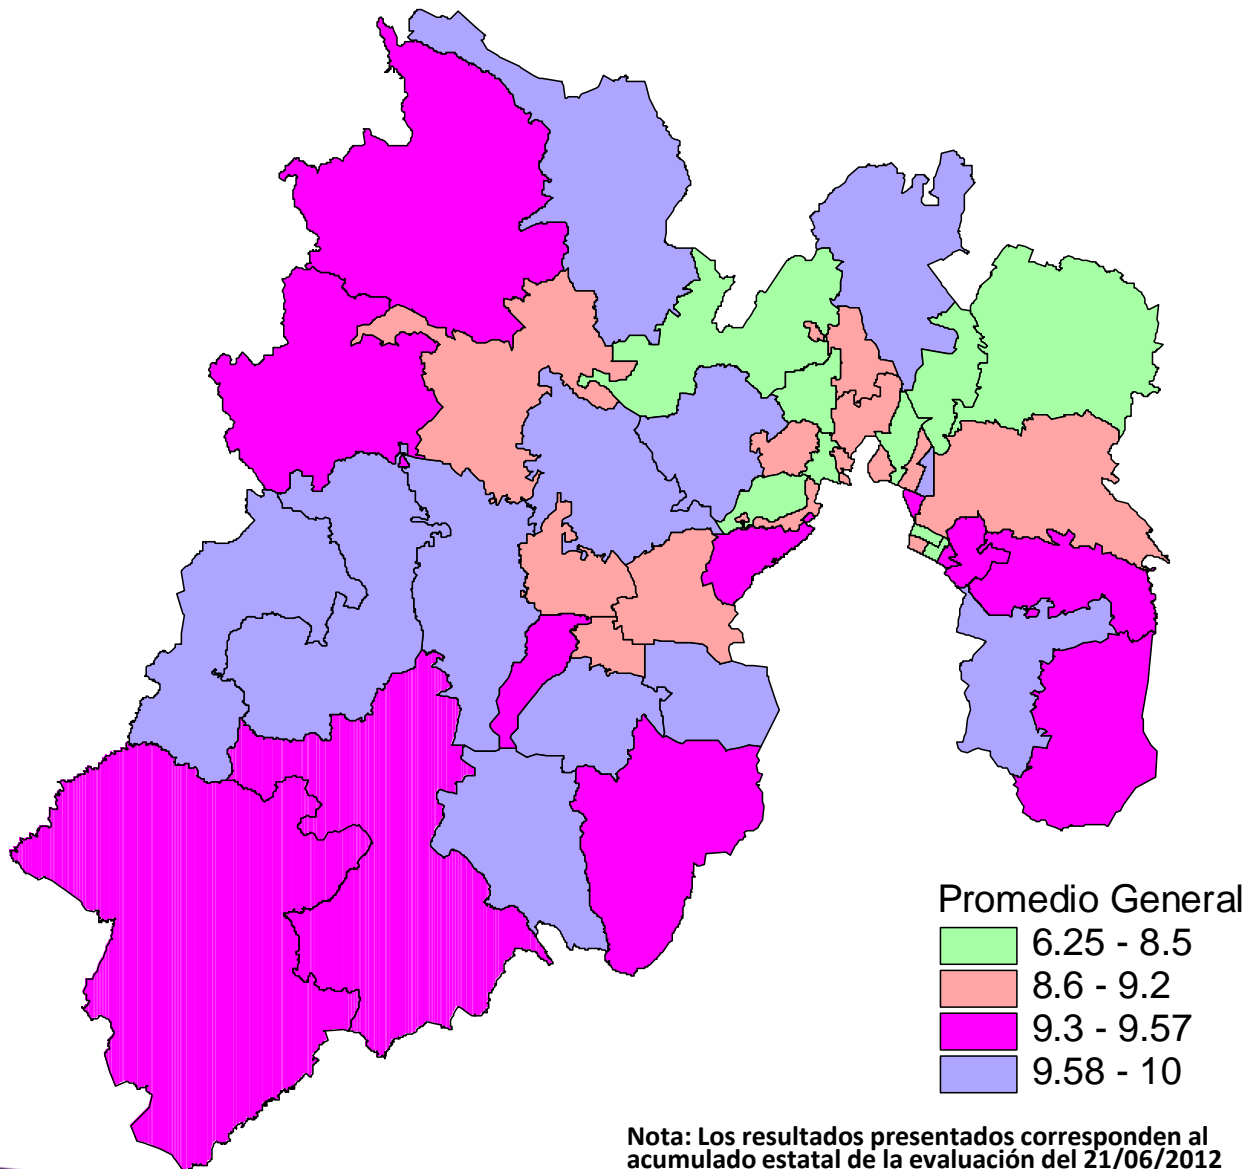 Promedio General
6.25 - 8.5
8.6 - 9.2
9.3 - 9.57
9.58 - 10
Nota: Los resultados presentados corresponden al
acumulado estatal de la evaluación del 21/06/2012